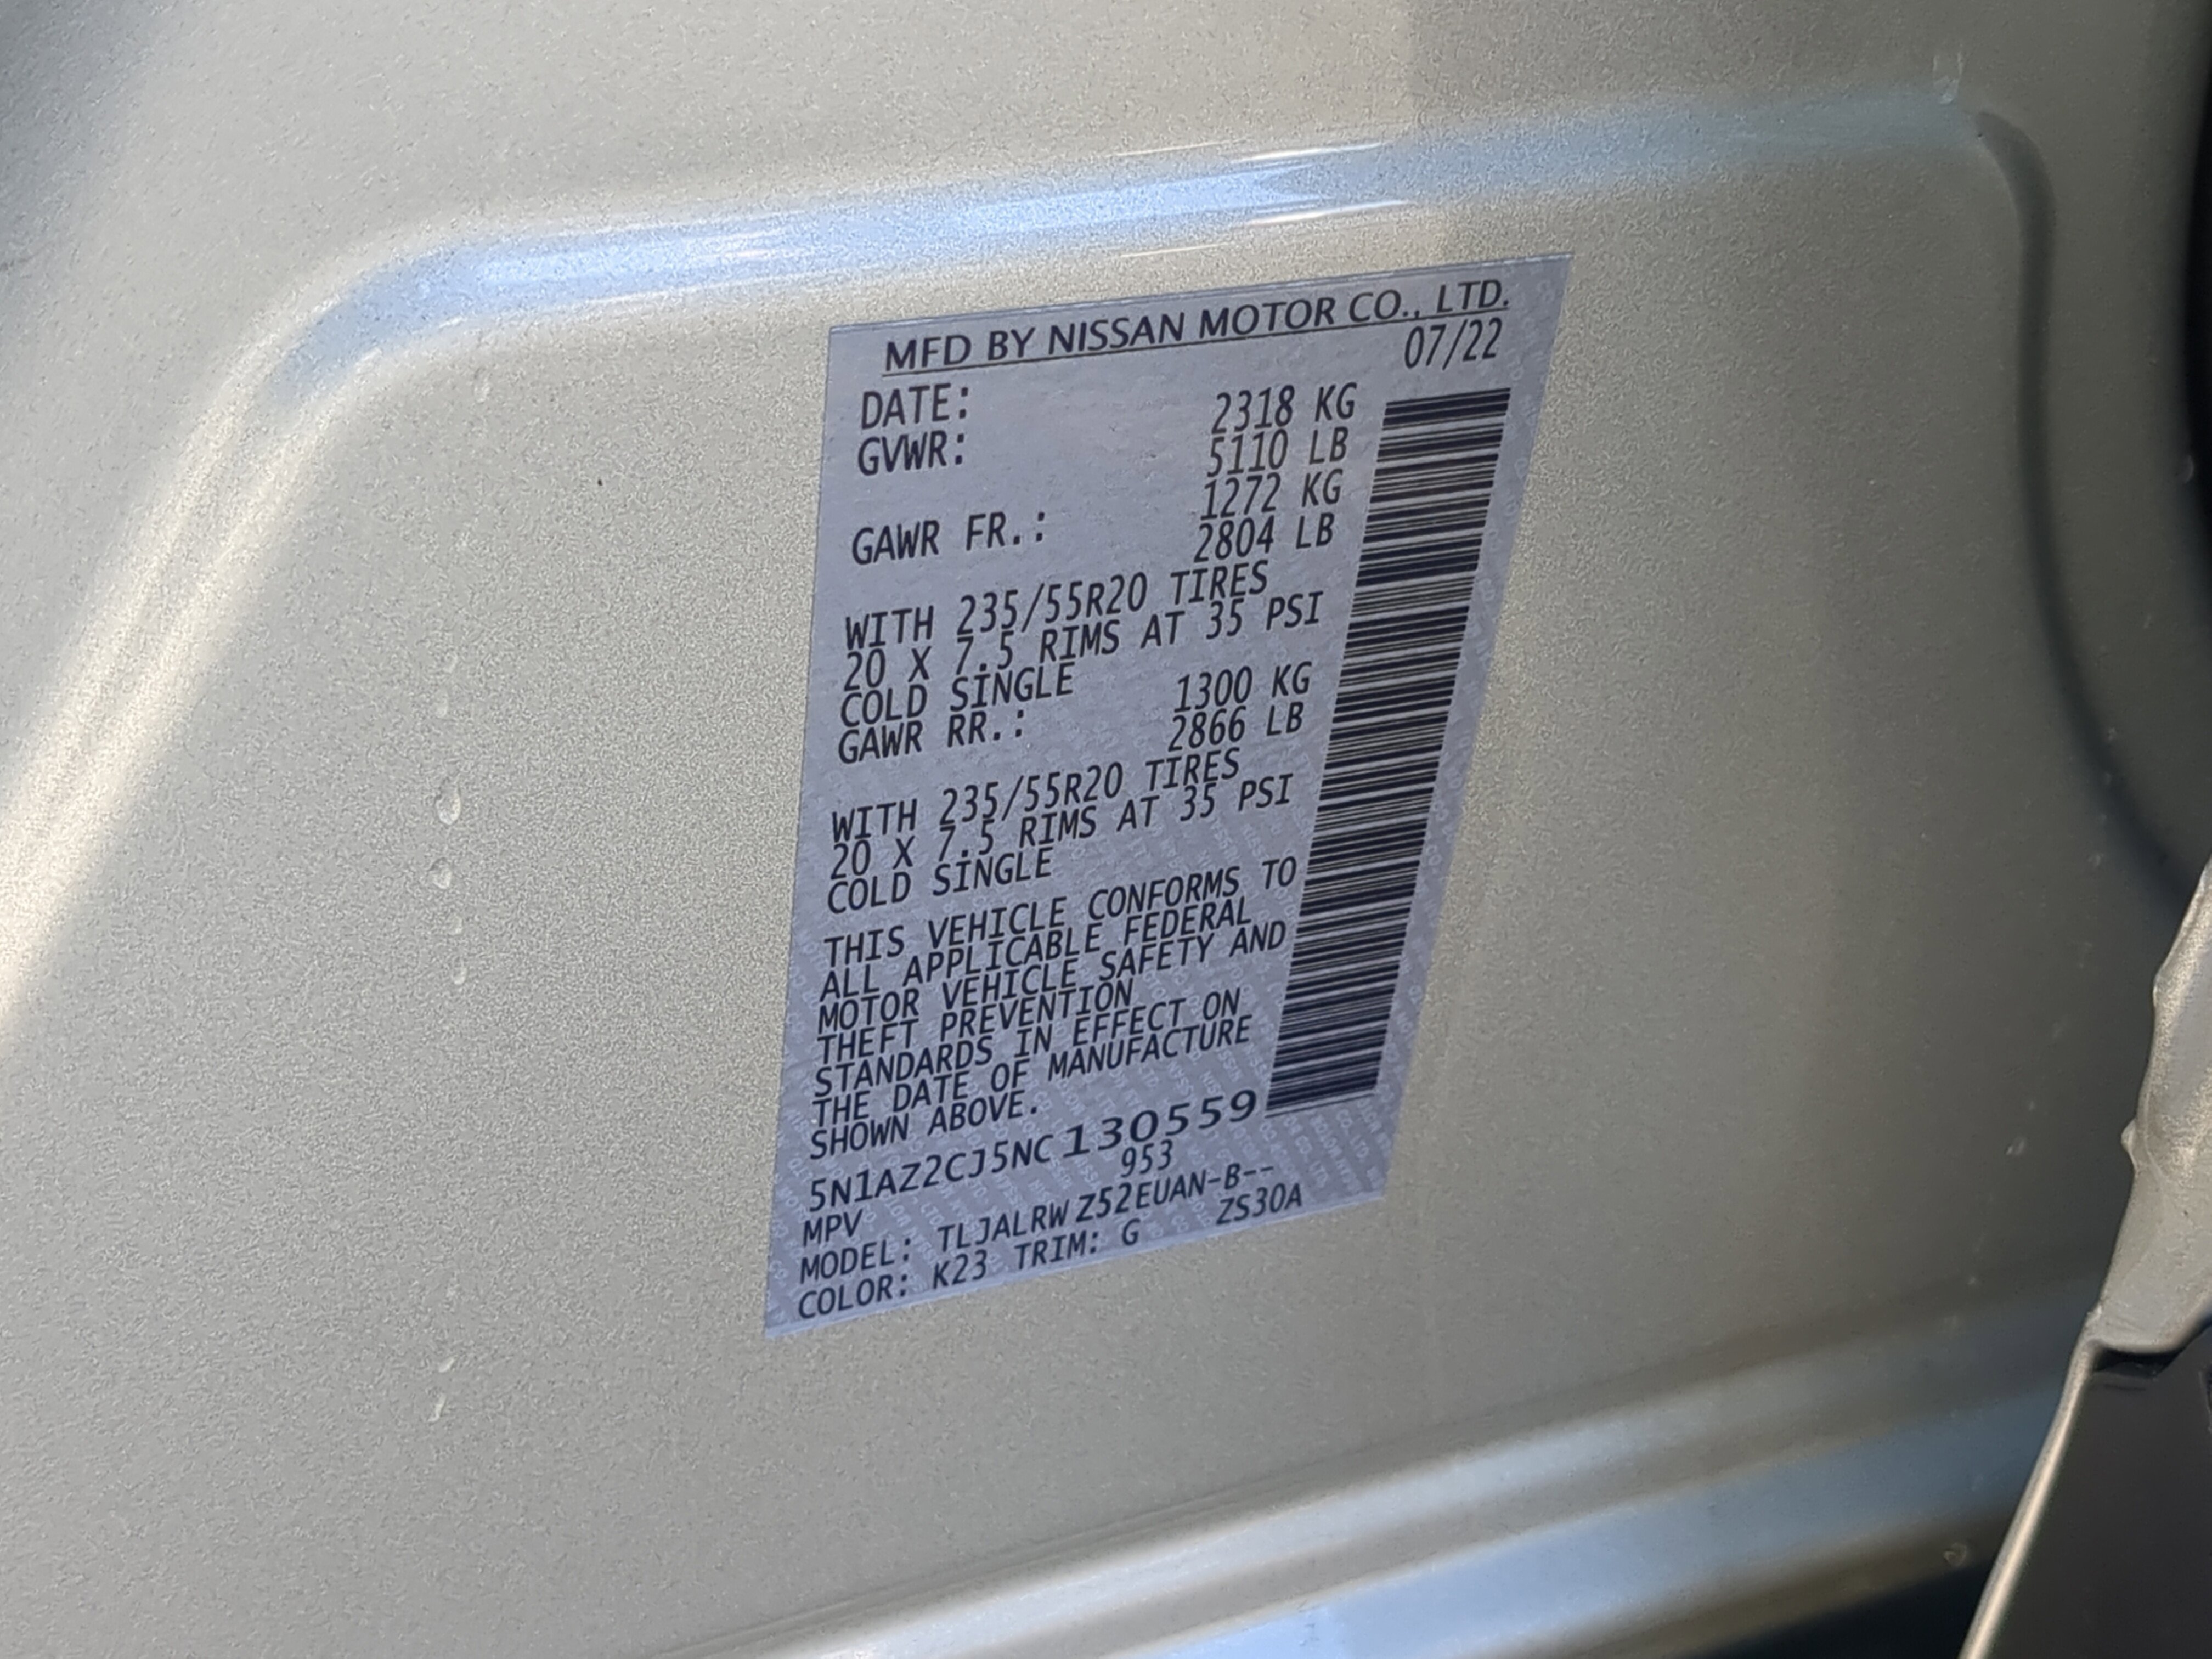 MFD BY NISSAN MOTOR CO., LTD.
DATE: 07/22
GVWR: 2318 KG
5110 LB
GAWR FR.: 1272 KG
2804 LB
WITH 235/55R20 TIRES
20 X 7.5 RIMS AT 35 PSI
COLD SINGLE
GAWR RR.: 1300 KG
2866 LB
WITH 235/55R20 TIRES
20 X 7.5 RIMS AT 35 PSI
COLD SINGLE
THIS VEHICLE CONFORMS TO
ALL APPLICABLE FEDERAL
MOTOR VEHICLE SAFETY AND
THEFT PREVENTION
STANDARDS IN EFFECT ON
THE DATE OF MANUFACTURE
SHOWN ABOVE.
5N1AZ2CJ5NC130559
MPV 953
MODEL: TLJALRWZ52EUAN-B--
COLOR: K23 TRIM: G ZS30A